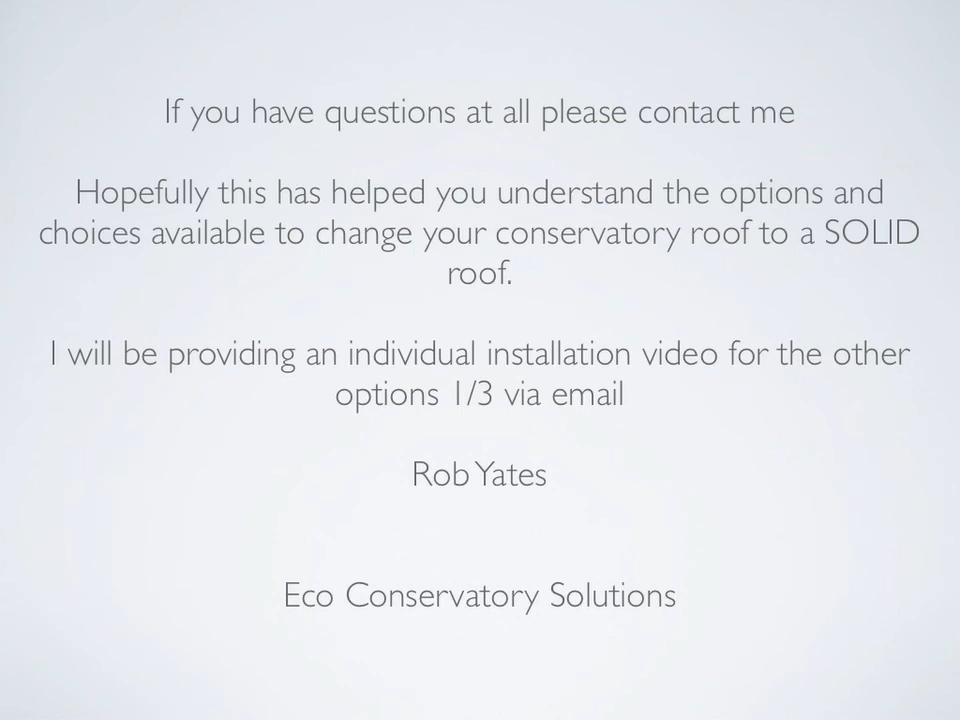 If you have questions at all please contact me
Hopefully this has helped you understand the options and
choices available to change your conservatory roof to a SOLID
roof.
I will be providing an individual installation video for the other
options 1/3 via email
Rob Yates
Eco Conservatory Solutions